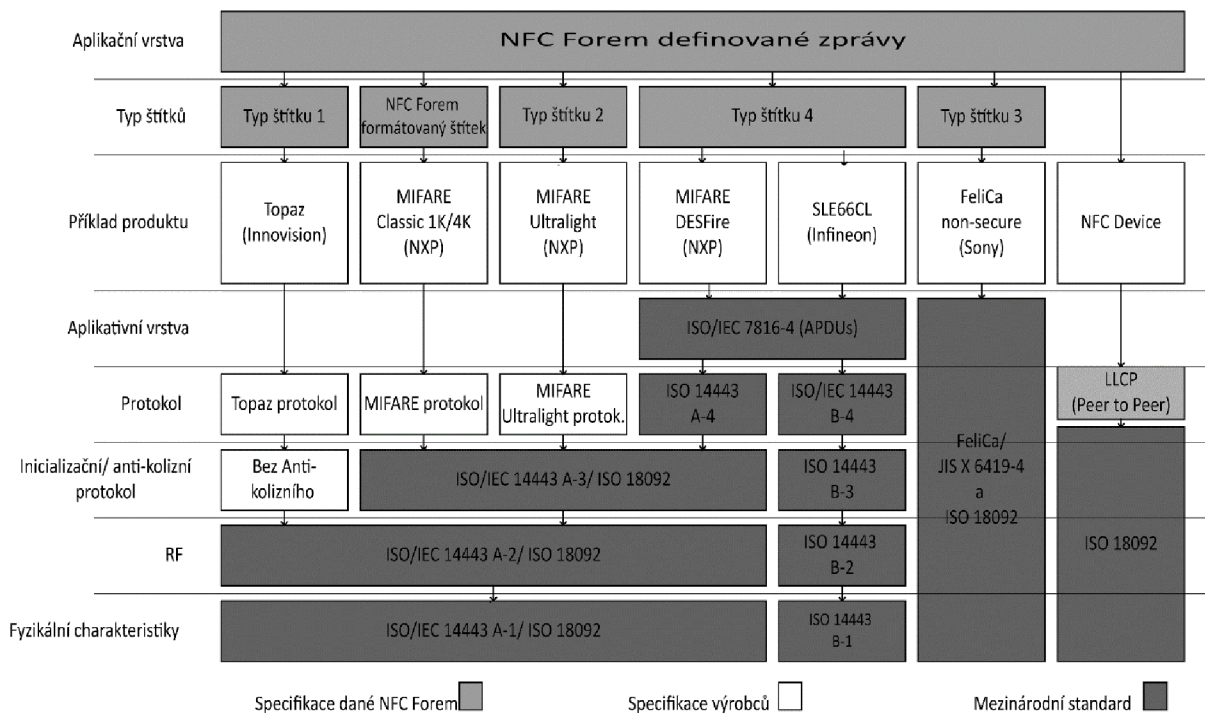 Aplikační vrstva
NFC Forem definované zprávy
Typ štítků
Typ štítku 1
NFC Forem
formátovaný štítek
Typ štítku 2
Typ štítku 4
Typ štítku 3
Příklad produktu
Topaz
(Innovision)
MIFARE
Classic 1K/4K
(NXP)
MIFARE
Ultralight
(NXP)
MIFARE
DESFire
(NXP)
SLE66CL
(Infineon)
FeliCa
non-secure
(Sony)
NFC Device
Aplikativní vrstva
ISO/IEC 7816-4 (APDUs)
Protokol
Topaz protokol
MIFARE protokol
MIFARE
Ultralight protok.
ISO 14443
A-4
ISO/IEC 14443
B-4
LLCP
(Peer to Peer)
Inicializační/ anti-kolizní
protokol
Bez Anti-
kolizního
ISO/IEC 14443 A-3/ ISO 18092
ISO 14443
B-3
FeliCa/
JIS X 6419-4
a
ISO 18092
RF
ISO/IEC 14443 A-2/ ISO 18092
ISO 14443
B-2
ISO 18092
Fyzikální charakteristiky
ISO/IEC 14443 A-1/ ISO 18092
ISO 14443
B-1
Specifikace dané NFC Forem
Specifikace výrobců
Mezinárodní standard